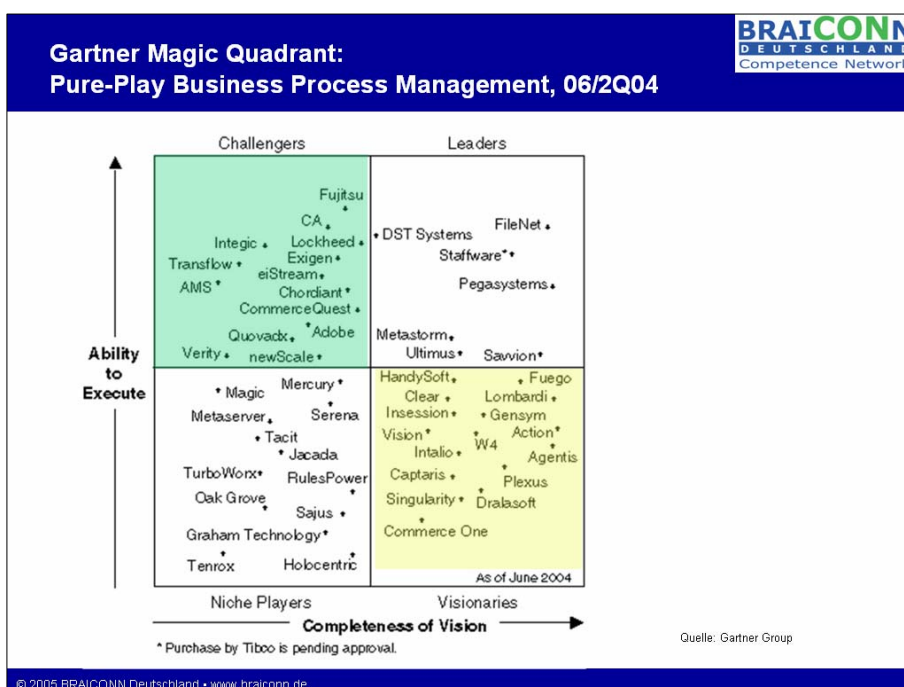 Gartner Magic Quadrant:
Pure-Play Business Process Management, 06/2Q04
BRAICONN
DEUTSCHLAND
Competence Network
Challengers
Leaders
Fujitsu
CA
Integic
Lockheed
Transflow
Exigen
eiStream
AMS
Chordiant
CommerceQuest
Quovadx
Adobe
Verity
newScale
DST Systems
FileNet
Staffware*
Pegasystems
Metastorm
Ultimus
Savvion
Ability
to
Execute
Magic
Mercury
Metaserver
Serena
Tacit
Jacada
TurboWorx
RulesPower
Oak Grove
Sajus
Graham Technology
Tenrox
Holocentric
HandySoft
Fuego
Clear
Lombardi
Insession
Gensym
Vision
W4
Action
Intalio
Agentis
Captaris
Plexus
Singularity
Dralasoft
Commerce One
As of June 2004
Niche Players
Visionaries
Completeness of Vision
* Purchase by Tibco is pending approval.
Quelle: Gartner Group
© 2005 BRAICONN Deutschland • www.braiconn.de